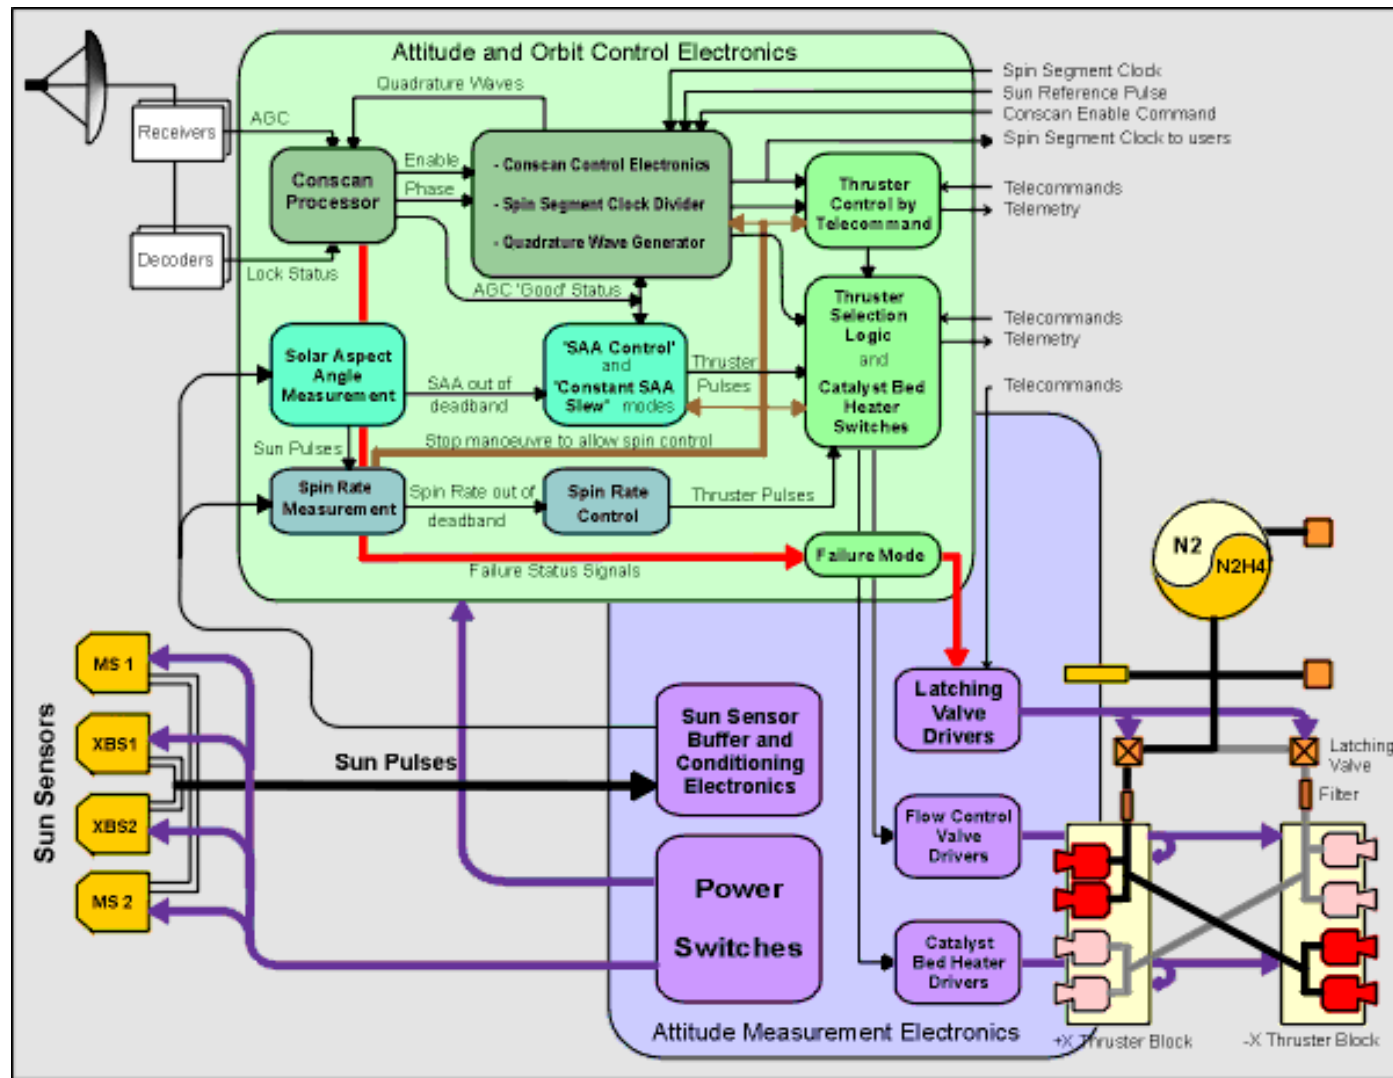 Attitude and Orbit Control Electronics
Quadrature Waves
Spin Segment Clock
Sun Reference Pulse
Conscan Enable Command
Spin Segment Clock to users
Receivers
AGC
Conscan
Processor
Enable
Phase
- Conscan Control Electronics
- Spin Segment Clock Divider
- Quadrature Wave Generator
Thruster
Control by
Telecommand
Telecommands
Telemetry
Decoders
Lock Status
AGC 'Good' Status
Thruster
Selection
Logic
and
Catalyst Bed
Heater
Switches
Telecommands
Telemetry
Telecommands
Solar Aspect
Angle
Measurement
SAA out of
deadband
'SAA Control'
and
'Constant SAA
Slew" modes
Thruster
Pulses
Sun Pulses
Stop manoeuvre to allow spin control
Spin Rate
Measurement
Spin Rate out of
deadband
Spin Rate
Control
Thruster Pulses
Failure Mode
Failure Status Signals
N2
N2H4
Sun Sensors
MS 1
XBS1
XBS2
MS 2
Sun Pulses
Sun Sensor
Buffer and
Conditioning
Electronics
Power
Switches
Latching
Valve
Drivers
Flow Control
Valve
Drivers
Catalyst
Bed Heater
Drivers
Latching
Valve
Filter
Attitude Measurement Electronics
+X Thruster Block
-X Thruster Block